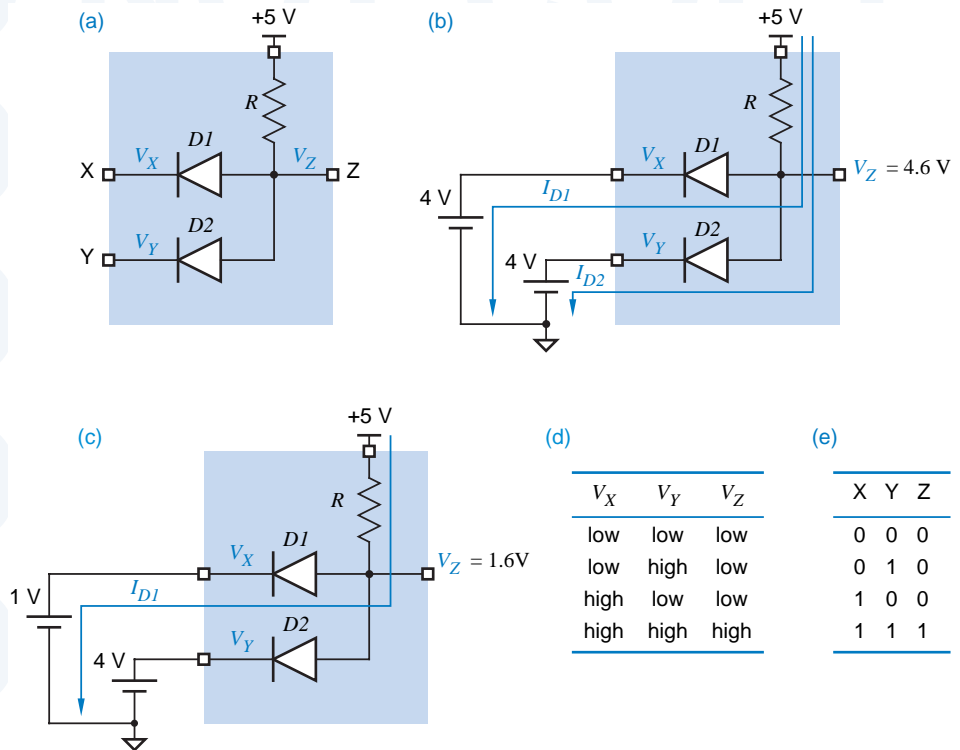 (a)
+5 V
R
D1
V_X
V_Z
X
Z
D2
V_Y
Y
(b)
+5 V
R
D1
V_X
V_Z = 4.6 V
I_D1
4 V
D2
V_Y
4 V
I_D2
(c)
+5 V
R
D1
V_X
V_Z = 1.6V
I_D1
1 V
D2
V_Y
4 V
(d)
V_X V_Y V_Z
low low low
low high low
high low low
high high high
(e)
X Y Z
0 0 0
0 1 0
1 0 0
1 1 1